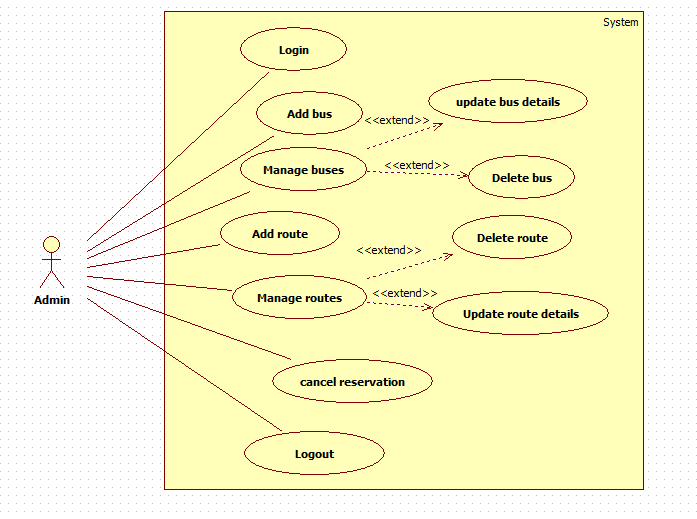 System
Login
update bus details
Add bus
<<extend>>
Manage buses
<<extend>>
Delete bus
Add route
Delete route
<<extend>>
Admin
Manage routes
<<extend>>
Update route details
cancel reservation
Logout